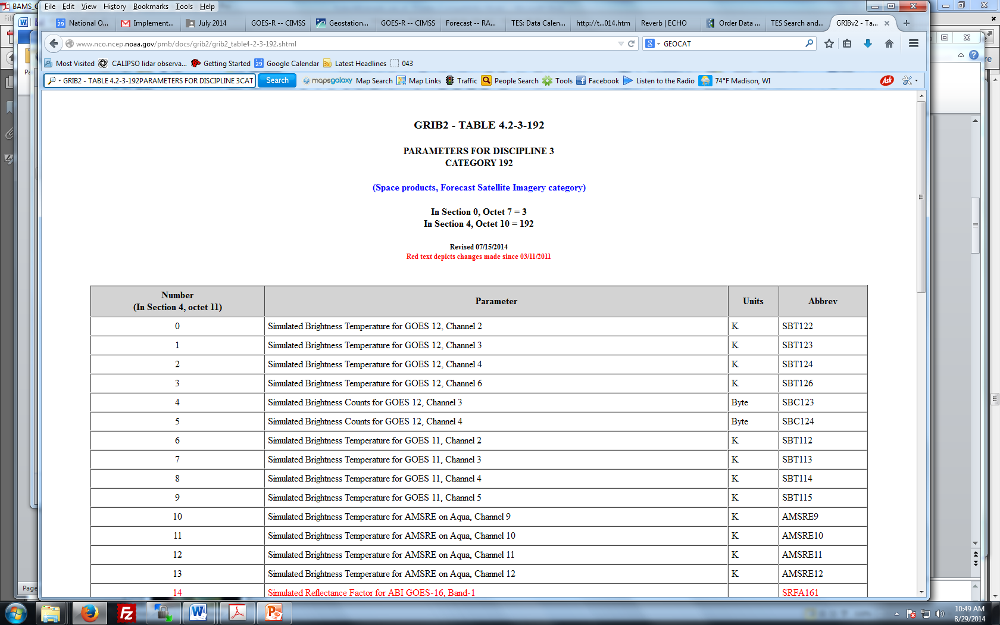 BAMS_G
File Edit View History Bookmarks Tools Help
National O... Implement... July 2014 GOES-R -- CIMSS Geostation... GOES-R -- CIMSS Forecast -- RA... TES: Data Calen... http://t...014.htm Reverb | ECHO Order Data ... TES Search and... GRIBv2 - Ta...
www.nco.ncep.noaa.gov/pmb/docs/grib2/grib2_table4-2-3-192.shtml GEOCAT
Most Visited CALIPSO lidar observa... Getting Started 29 Google Calendar Latest Headlines 043
GRIB2 - TABLE 4.2-3-192PARAMETERS FOR DISCIPLINE 3CAT Search mapsgalaxy Map Search Map Links Traffic People Search Tools Facebook Listen to the Radio 74°F Madison, WI Ask
GRIB2 - TABLE 4.2-3-192
PARAMETERS FOR DISCIPLINE 3
CATEGORY 192
(Space products, Forecast Satellite Imagery category)
In Section 0, Octet 7 = 3
In Section 4, Octet 10 = 192
Revised 07/15/2014
Red text depicts changes made since 03/11/2011
Number
(In Section 4, octet 11) Parameter Units Abbrev
0 Simulated Brightness Temperature for GOES 12, Channel 2 K SBT122
1 Simulated Brightness Temperature for GOES 12, Channel 3 K SBT123
2 Simulated Brightness Temperature for GOES 12, Channel 4 K SBT124
3 Simulated Brightness Temperature for GOES 12, Channel 6 K SBT126
4 Simulated Brightness Counts for GOES 12, Channel 3 Byte SBC123
5 Simulated Brightness Counts for GOES 12, Channel 4 Byte SBC124
6 Simulated Brightness Temperature for GOES 11, Channel 2 K SBT112
7 Simulated Brightness Temperature for GOES 11, Channel 3 K SBT113
8 Simulated Brightness Temperature for GOES 11, Channel 4 K SBT114
9 Simulated Brightness Temperature for GOES 11, Channel 5 K SBT115
10 Simulated Brightness Temperature for AMSRE on Aqua, Channel 9 K AMSRE9
11 Simulated Brightness Temperature for AMSRE on Aqua, Channel 10 K AMSRE10
12 Simulated Brightness Temperature for AMSRE on Aqua, Channel 11 K AMSRE11
13 Simulated Brightness Temperature for AMSRE on Aqua, Channel 12 K AMSRE12
14 Simulated Reflectance Factor for ABI GOES-16, Band-1 SRFA161
Page
10:49 AM
8/29/2014